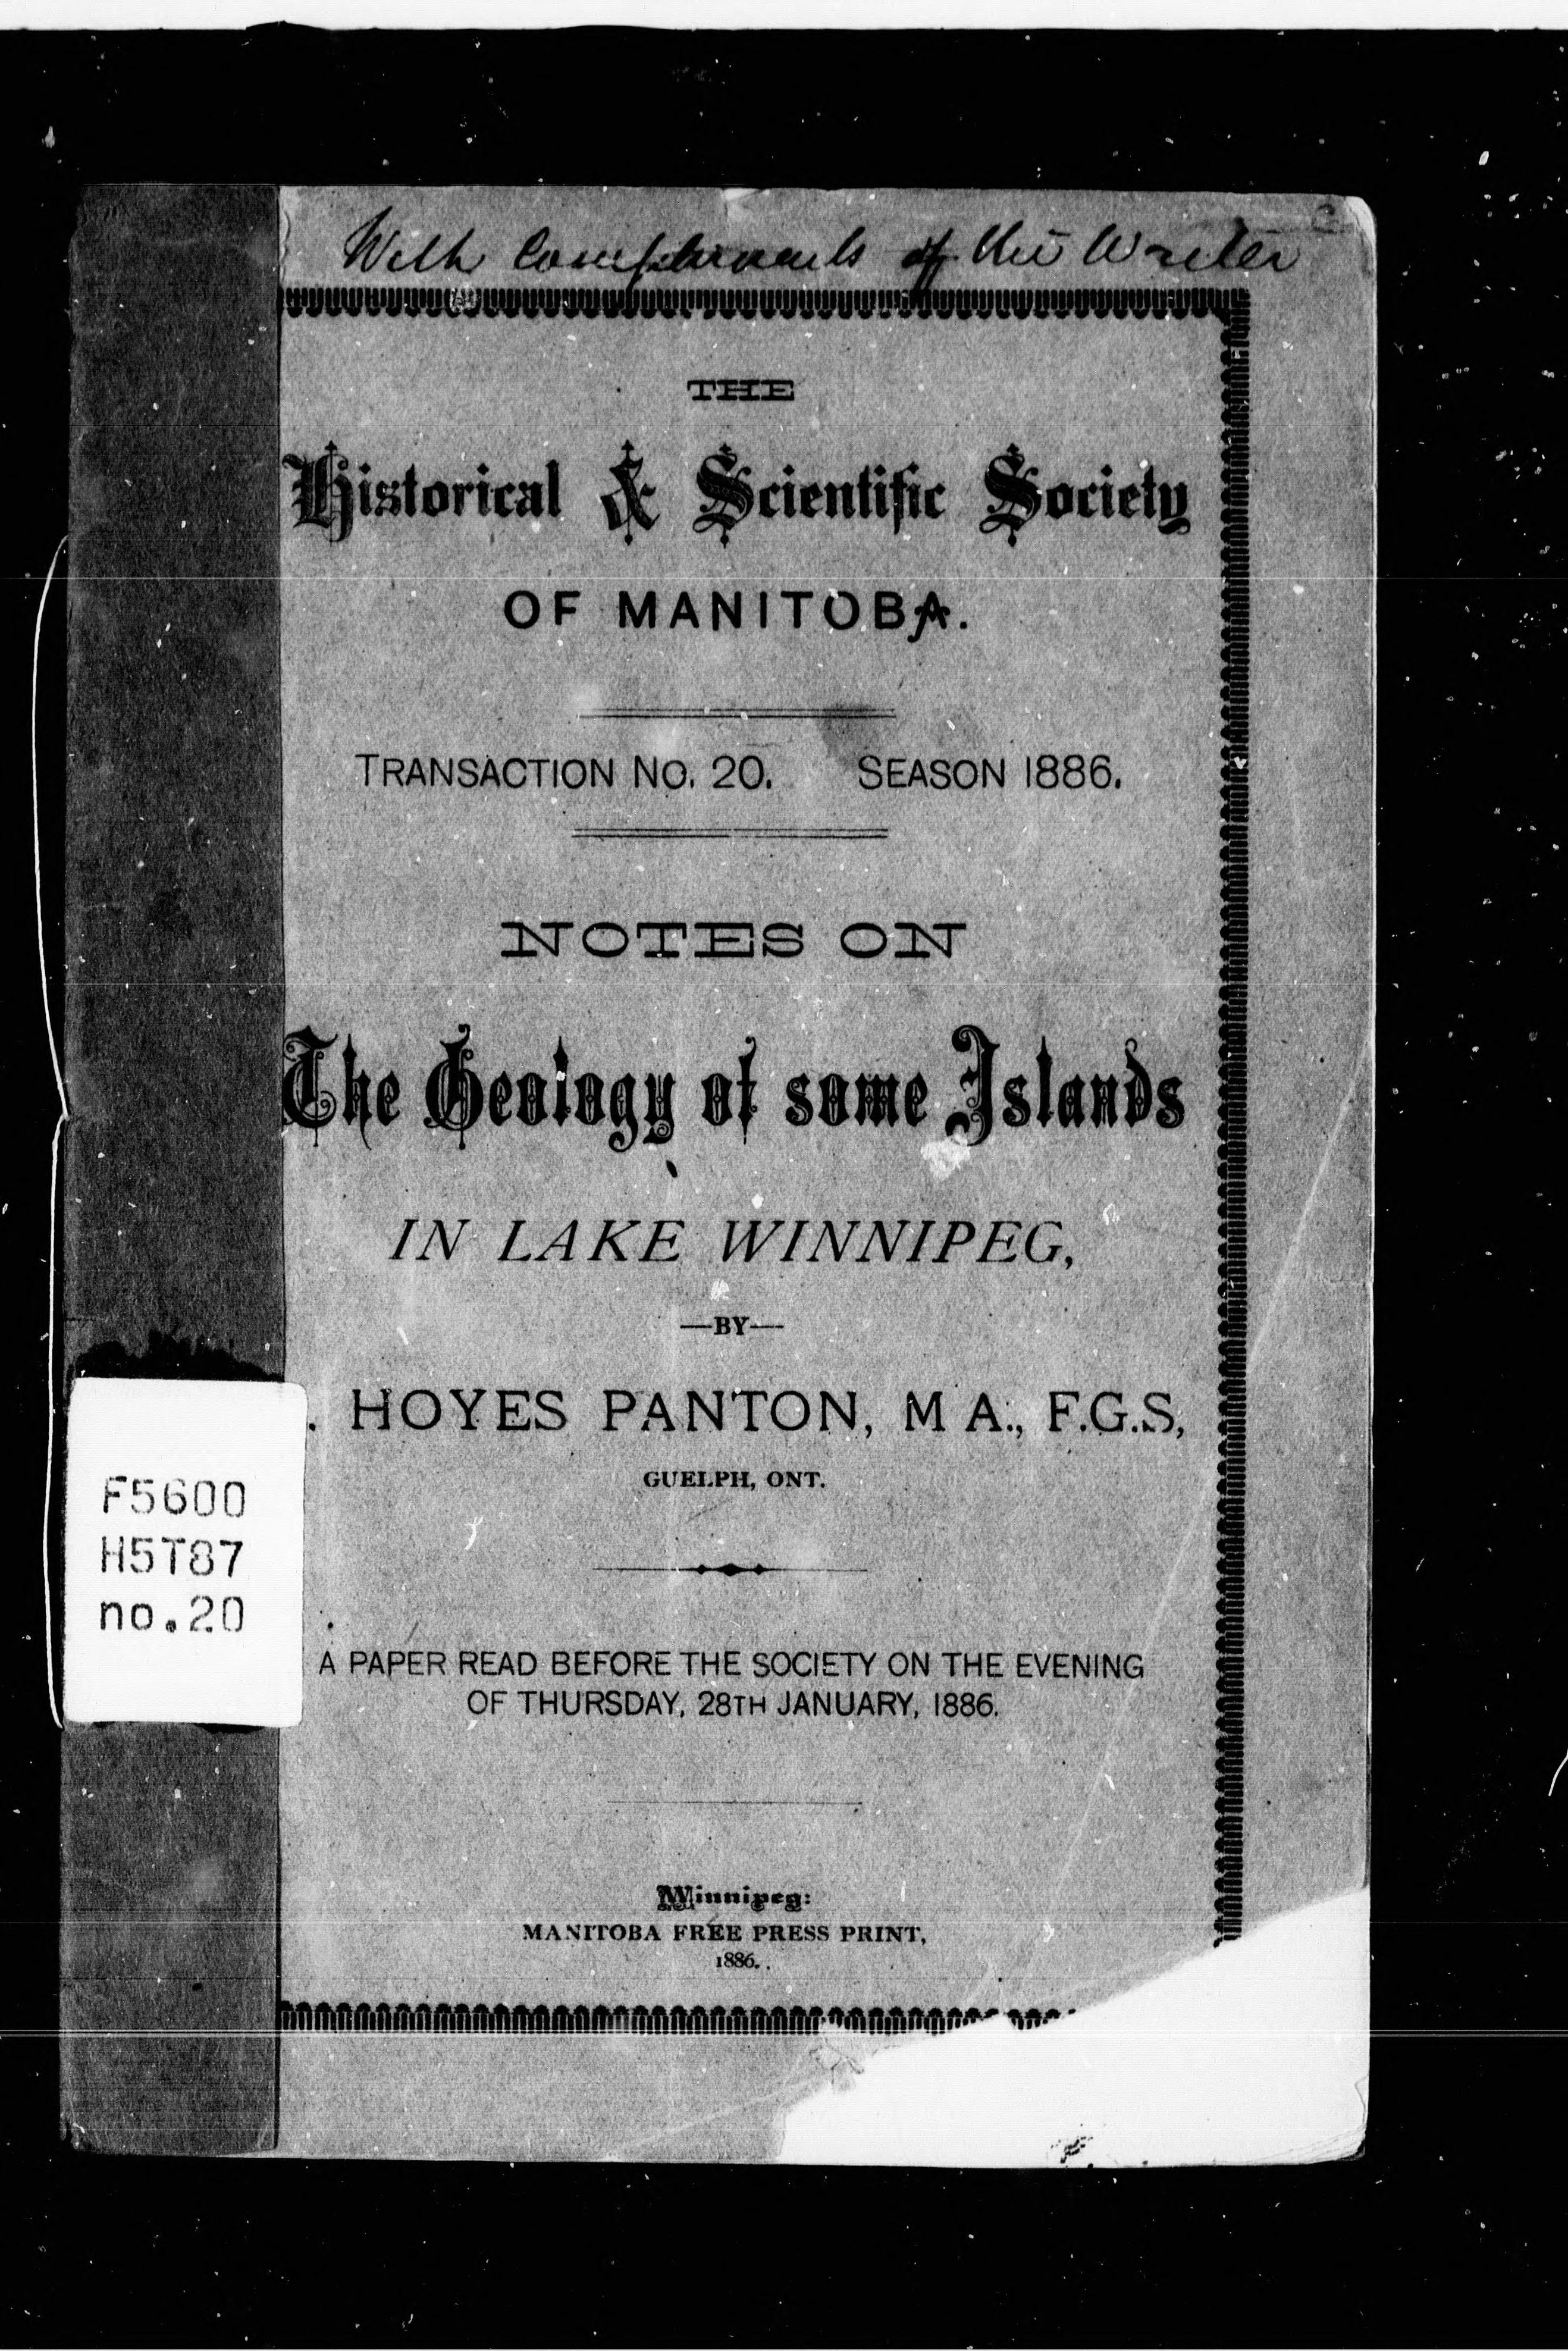 With Compliments of the Writer
THE
Historical & Scientific Society
OF MANITOBA.
TRANSACTION NO. 20. SEASON 1886.
NOTES ON
The Geology of some Islands
IN LAKE WINNIPEG,
—BY—
. HOYES PANTON, M A., F.G.S,
GUELPH, ONT.
F5600
H5T87
no.20
A PAPER READ BEFORE THE SOCIETY ON THE EVENING
OF THURSDAY, 28TH JANUARY, 1886.
Winnipeg:
MANITOBA FREE PRESS PRINT,
1886.